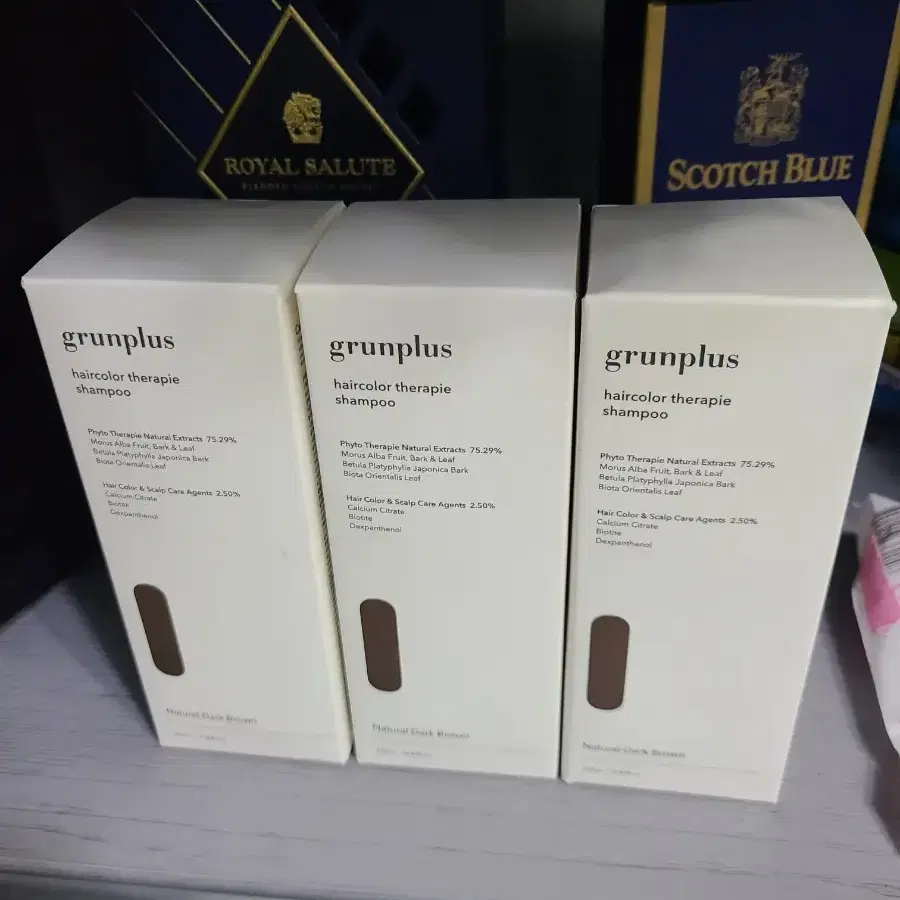 ROYAL SALUTE
SCOTCH BLUE
grunplus
haircolor therapie
shampoo
Phyto Therapie Natural Extracts 75.29%
Morus Alba Fruit, Bark & Leaf
Betula Platyphylla Japonica Bark
Biota Orientalis Leaf
Hair Color & Scalp Care Agents 2.50%
Calcium Citrate
Biotite
Dexpanthenol
Natural Dark Brown
grunplus
haircolor therapie
shampoo
Phyto Therapie Natural Extracts 75.29%
Morus Alba Fruit, Bark & Leaf
Betula Platyphylla Japonica Bark
Biota Orientalis Leaf
Hair Color & Scalp Care Agents 2.50%
Calcium Citrate
Biotite
Dexpanthenol
Natural Dark Brown
grunplus
haircolor therapie
shampoo
Phyto Therapie Natural Extracts 75.29%
Morus Alba Fruit, Bark & Leaf
Betula Platyphylla Japonica Bark
Biota Orientalis Leaf
Hair Color & Scalp Care Agents 2.50%
Calcium Citrate
Biotite
Dexpanthenol
Natural Dark Brown